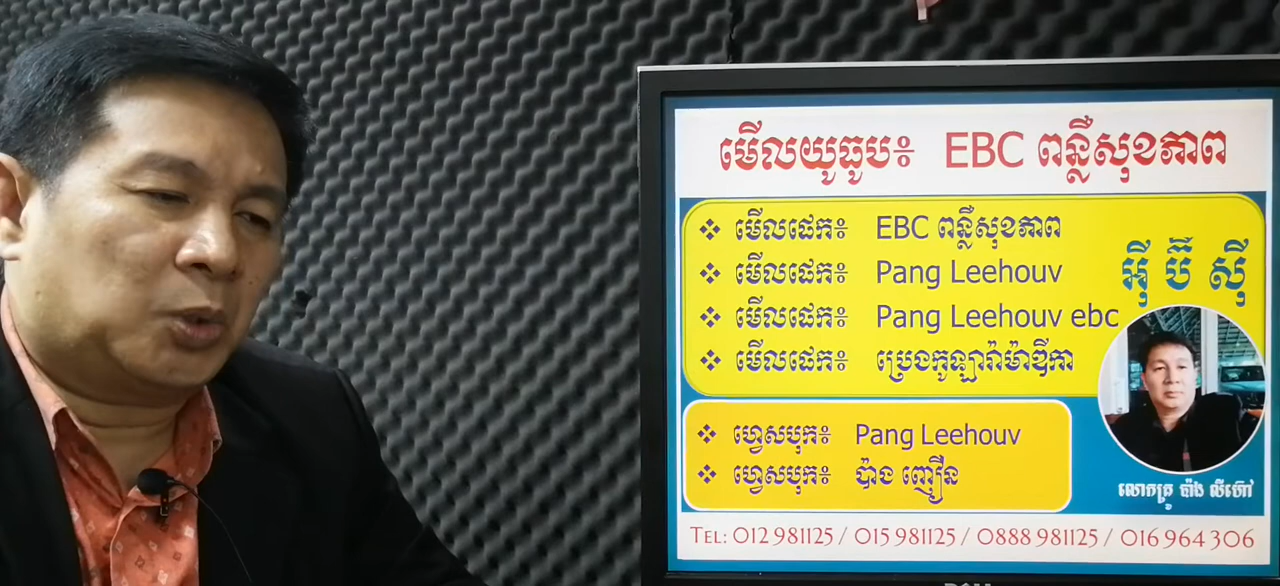 មើលយូធូប៖ EBC ពន្លឺសុខភាព
❖ មើលផេក៖ EBC ពន្លឺសុខភាព
❖ មើលផេក៖ Pang Leehouv
❖ មើលផេក៖ Pang Leehouv ebc
❖ មើលផេក៖ ប្រេងកូឡារ៉ាម៉ាឌីកា
អ៊ី ប៊ី ស៊ី
❖ ហ្វេសបុក៖ Pang Leehouv
❖ ហ្វេសបុក៖ ប៉ាង ញឿន
លោកគ្រូ ប៉ាង លីហ៊ៅ
TEL: 012 981125 / 015 981125 / 0888 981125 / 016 964 306